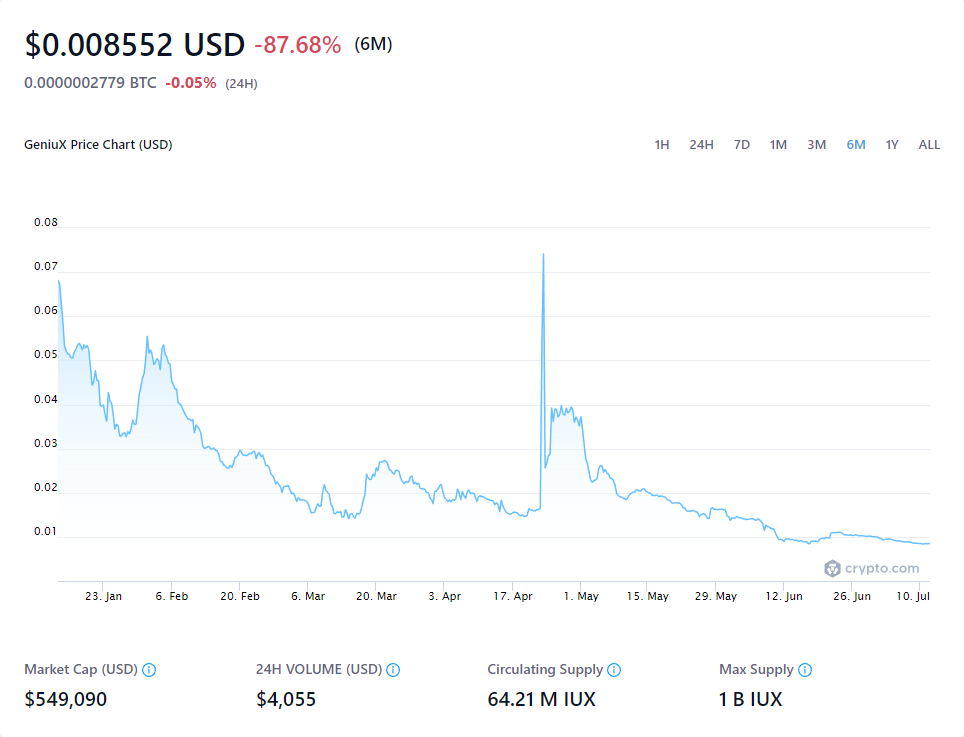 $0.008552 USD -87.68% (6M)
0.0000002779 BTC -0.05% (24H)
GeniuX Price Chart (USD) 1H 24H 7D 1M 3M 6M 1Y ALL
0.08
0.07
0.06
0.05
0.04
0.03
0.02
0.01
crypto.com
23. Jan 6. Feb 20. Feb 6. Mar 20. Mar 3. Apr 17. Apr 1. May 15. May 29. May 12. Jun 26. Jun 10. Jul
Market Cap (USD) 24H VOLUME (USD) Circulating Supply Max Supply
$549,090 $4,055 64.21 M IUX 1 B IUX